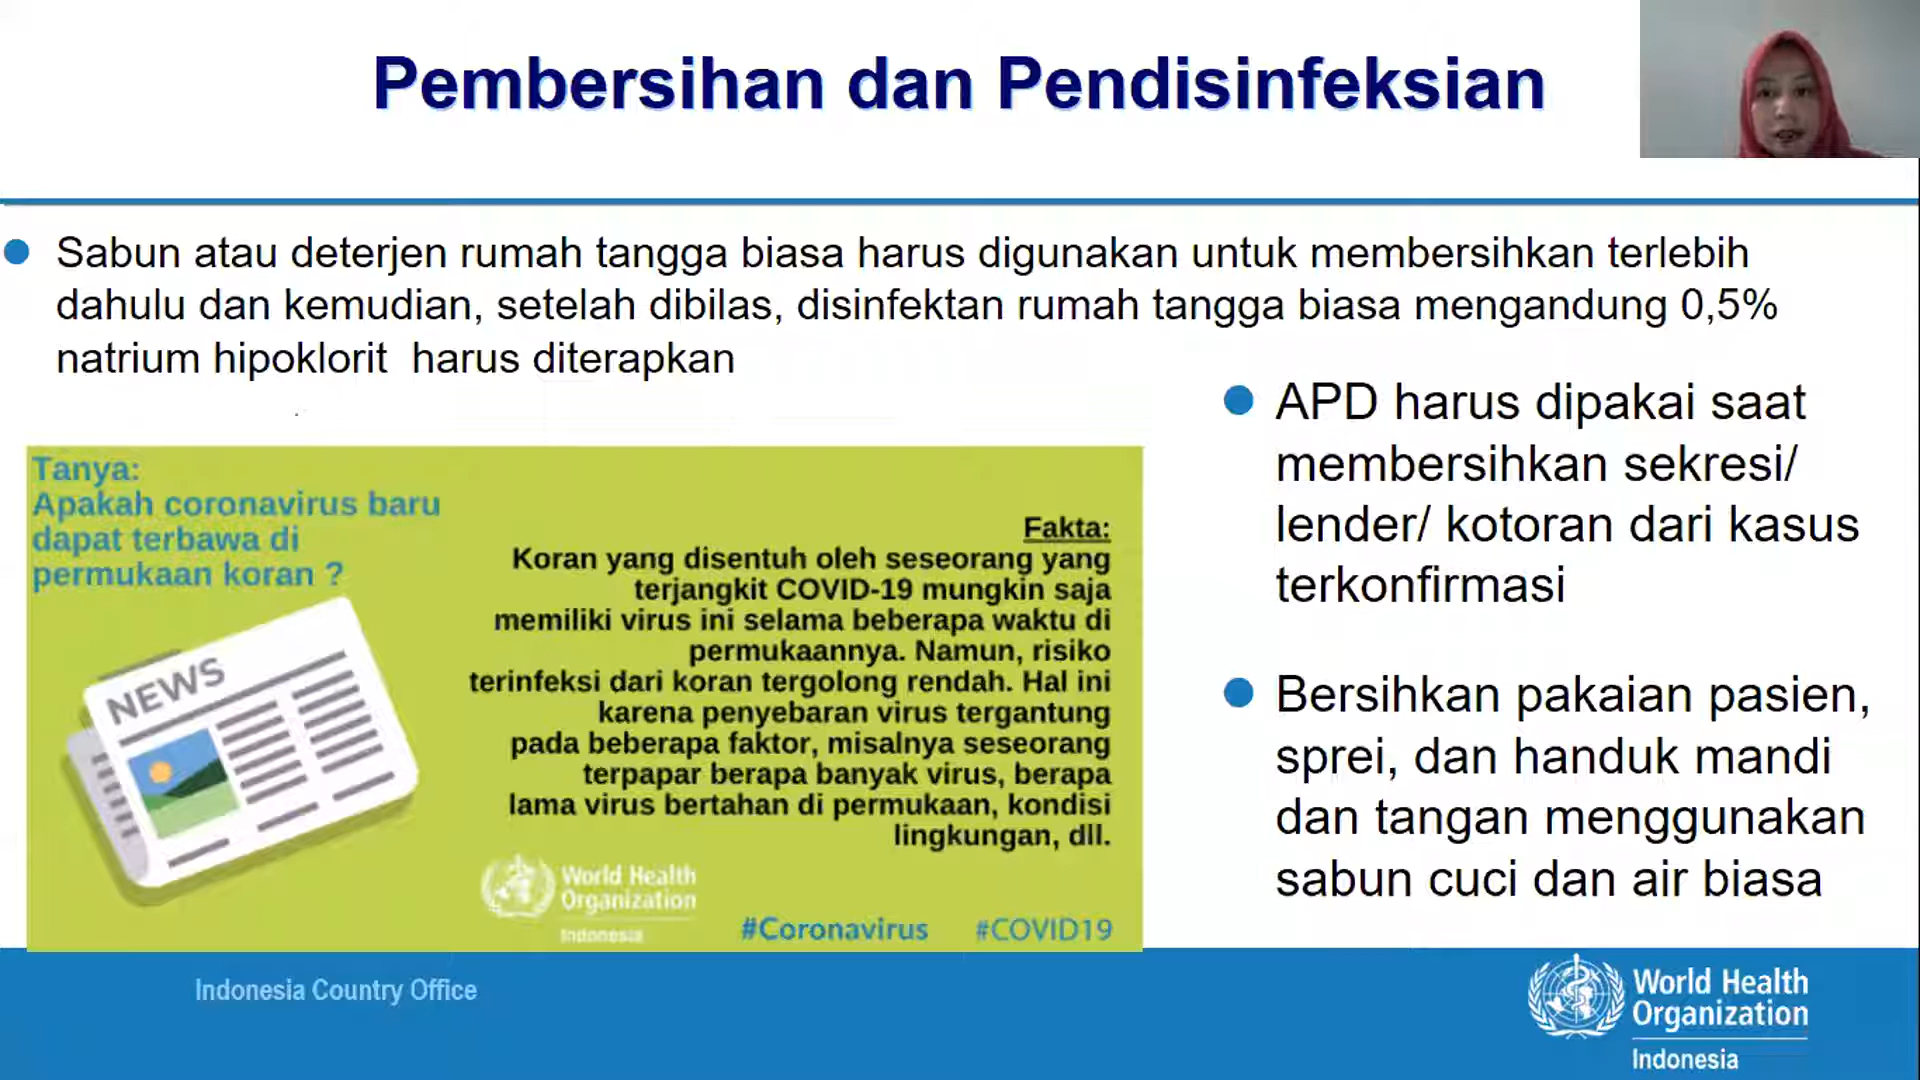 Pembersihan dan Pendisinfeksian
Sabun atau deterjen rumah tangga biasa harus digunakan untuk membersihkan terlebih
dahulu dan kemudian, setelah dibilas, disinfektan rumah tangga biasa mengandung 0,5%
natrium hipoklorit harus diterapkan
Tanya:
Apakah coronavirus baru
dapat terbawa di
permukaan koran ?
NEWS
Fakta:
Koran yang disentuh oleh seseorang yang
terjangkit COVID-19 mungkin saja
memiliki virus ini selama beberapa waktu di
permukaannya. Namun, risiko
terinfeksi dari koran tergolong rendah. Hal ini
karena penyebaran virus tergantung
pada beberapa faktor, misalnya seseorang
terpapar berapa banyak virus, berapa
lama virus bertahan di permukaan, kondisi
lingkungan, dll.
World Health
Organization
Indonesia
#Coronavirus #COVID19
APD harus dipakai saat
membersihkan sekresi/
lender/ kotoran dari kasus
terkonfirmasi
Bersihkan pakaian pasien,
sprei, dan handuk mandi
dan tangan menggunakan
sabun cuci dan air biasa
Indonesia Country Office
World Health
Organization
Indonesia